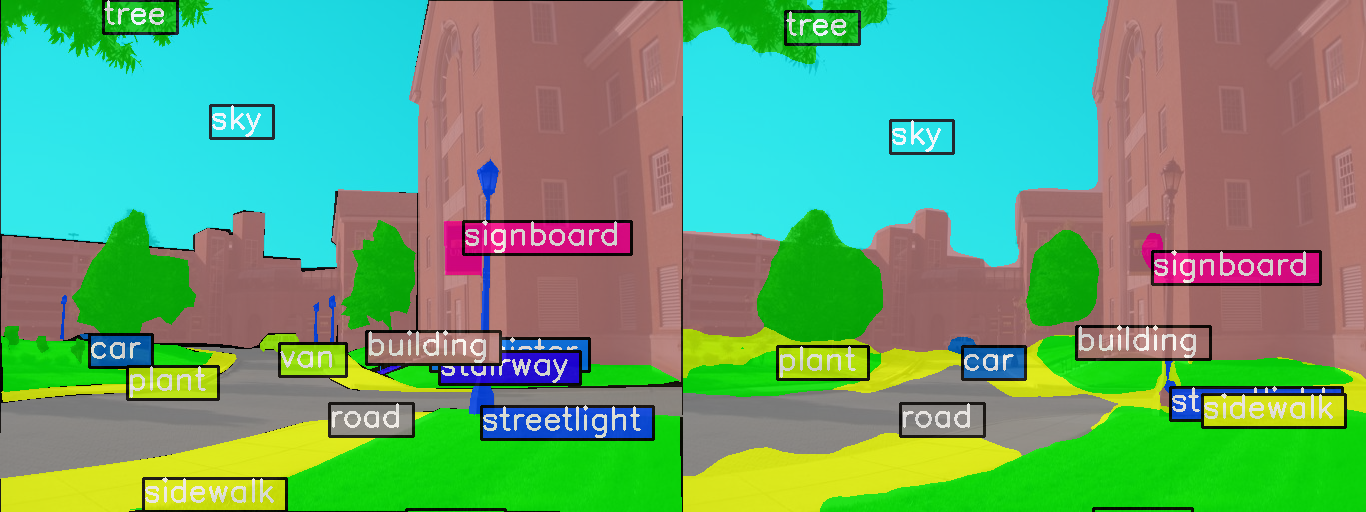 tree
sky
signboard
car
van
building
stairway
plant
road
streetlight
sidewalk
tree
sky
signboard
building
plant
car
road
sidewalk